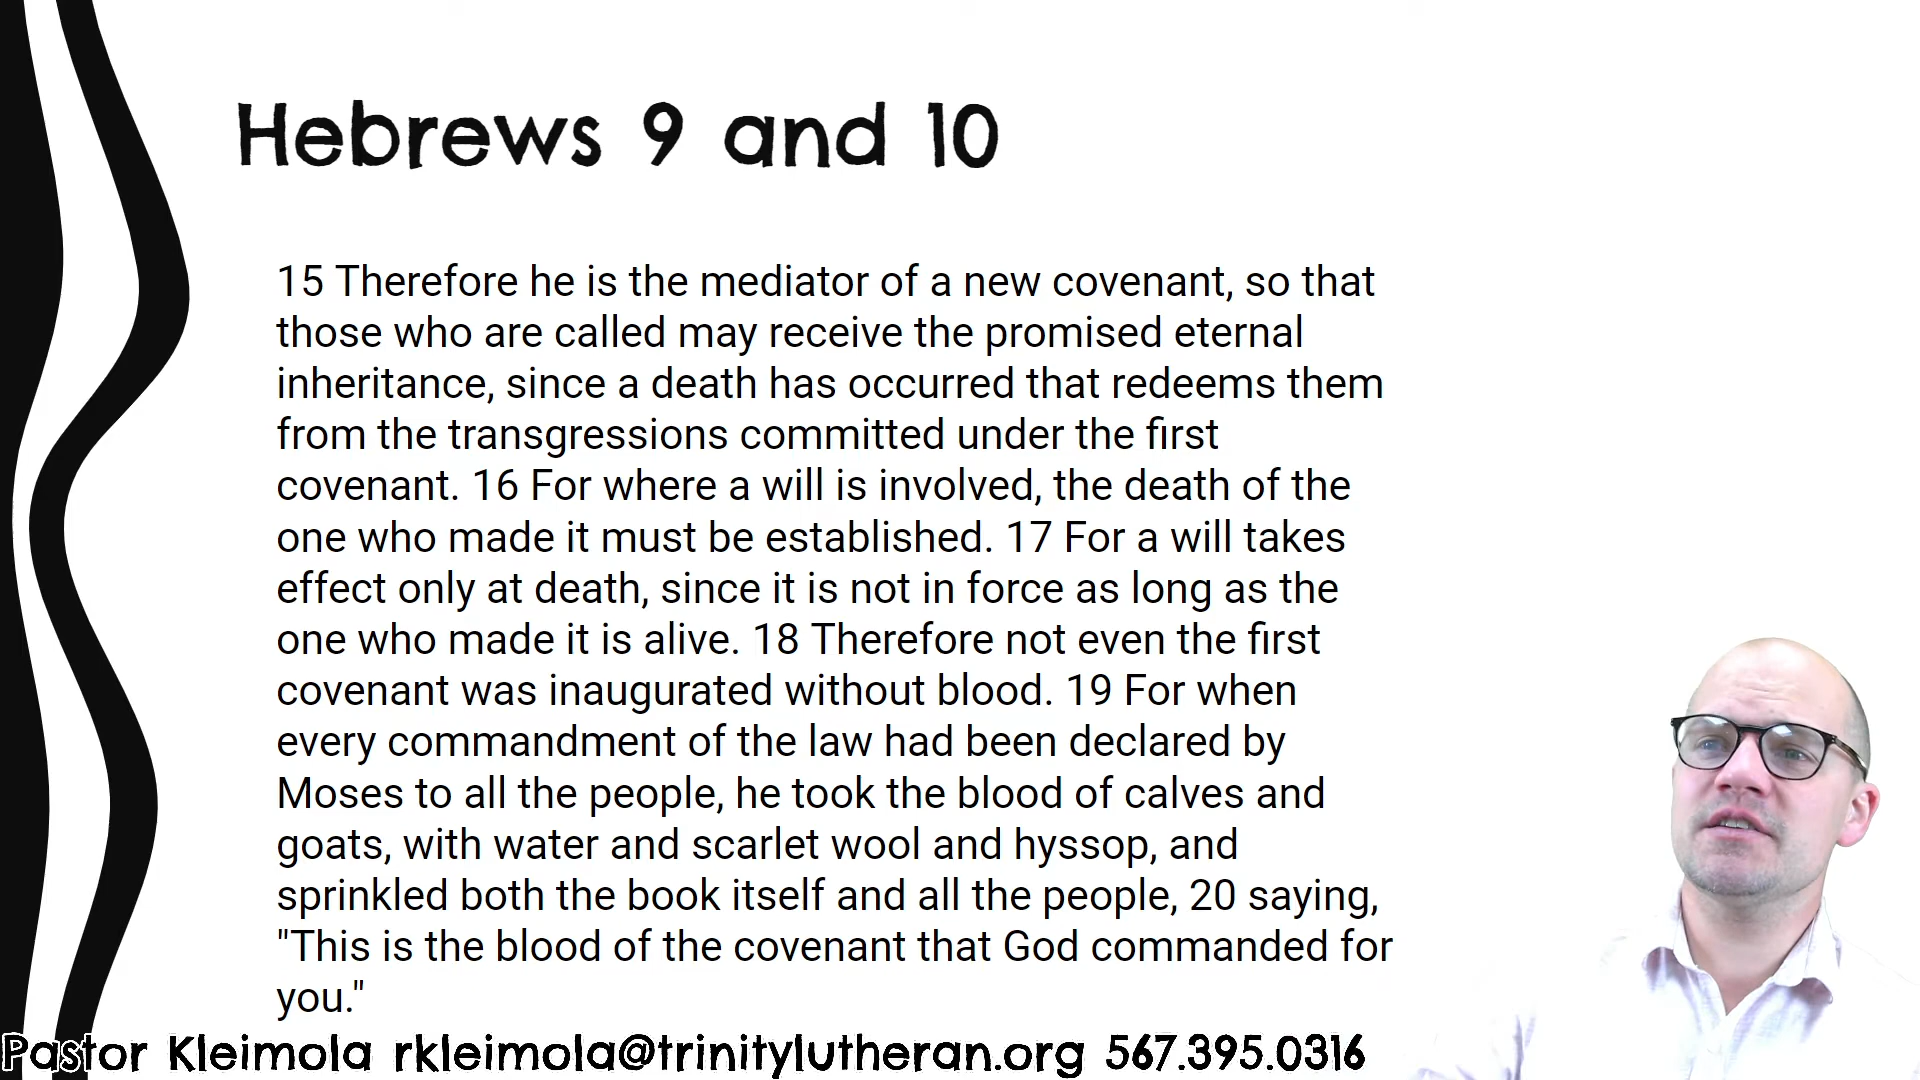 Hebrews 9 and 10
15 Therefore he is the mediator of a new covenant, so that
those who are called may receive the promised eternal
inheritance, since a death has occurred that redeems them
from the transgressions committed under the first
covenant. 16 For where a will is involved, the death of the
one who made it must be established. 17 For a will takes
effect only at death, since it is not in force as long as the
one who made it is alive. 18 Therefore not even the first
covenant was inaugurated without blood. 19 For when
every commandment of the law had been declared by
Moses to all the people, he took the blood of calves and
goats, with water and scarlet wool and hyssop, and
sprinkled both the book itself and all the people, 20 saying,
"This is the blood of the covenant that God commanded for
you."
Pastor Kleimola rkleimola@trinitylutheran.org 567.395.0316